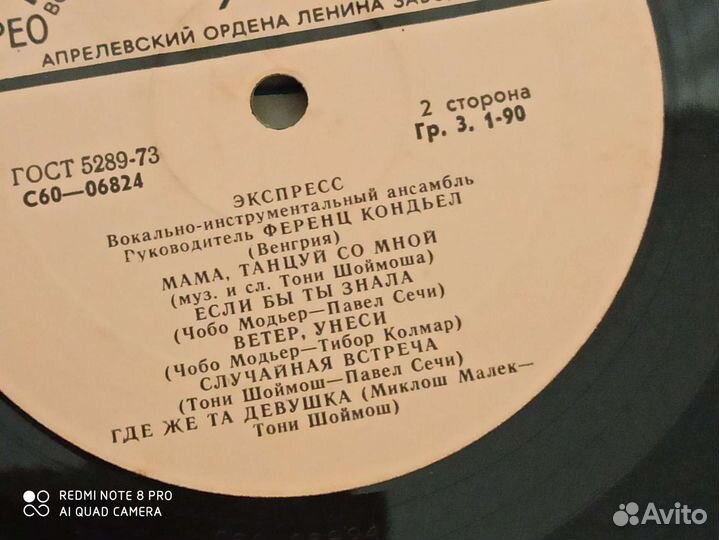 АПРЕЛЕВСКИЙ ОРДЕНА ЛЕНИНА
2 сторона
Гр. 3. 1-90
ГОСТ 5289-73
С60—06824
ЭКСПРЕСС
Вокально-инструментальный ансамбль
Руководитель ФЕРЕНЦ КОНДЬЕЛ
(Венгрия)
МАМА, ТАНЦУЙ СО МНОЙ
(муз. и сл. Тони Шоймоша)
ЕСЛИ БЫ ТЫ ЗНАЛА
(Чобо Модьер—Павел Сечи)
ВЕТЕР, УНЕСИ
(Чобо Модьер—Тибор Колмар)
СЛУЧАЙНАЯ ВСТРЕЧА
(Тони Шоймош—Павел Сечи)
ГДЕ ЖЕ ТА ДЕВУШКА (Миклош Малек—
Тони Шоймош)
REDMI NOTE 8 PRO
AI QUAD CAMERA
Avito